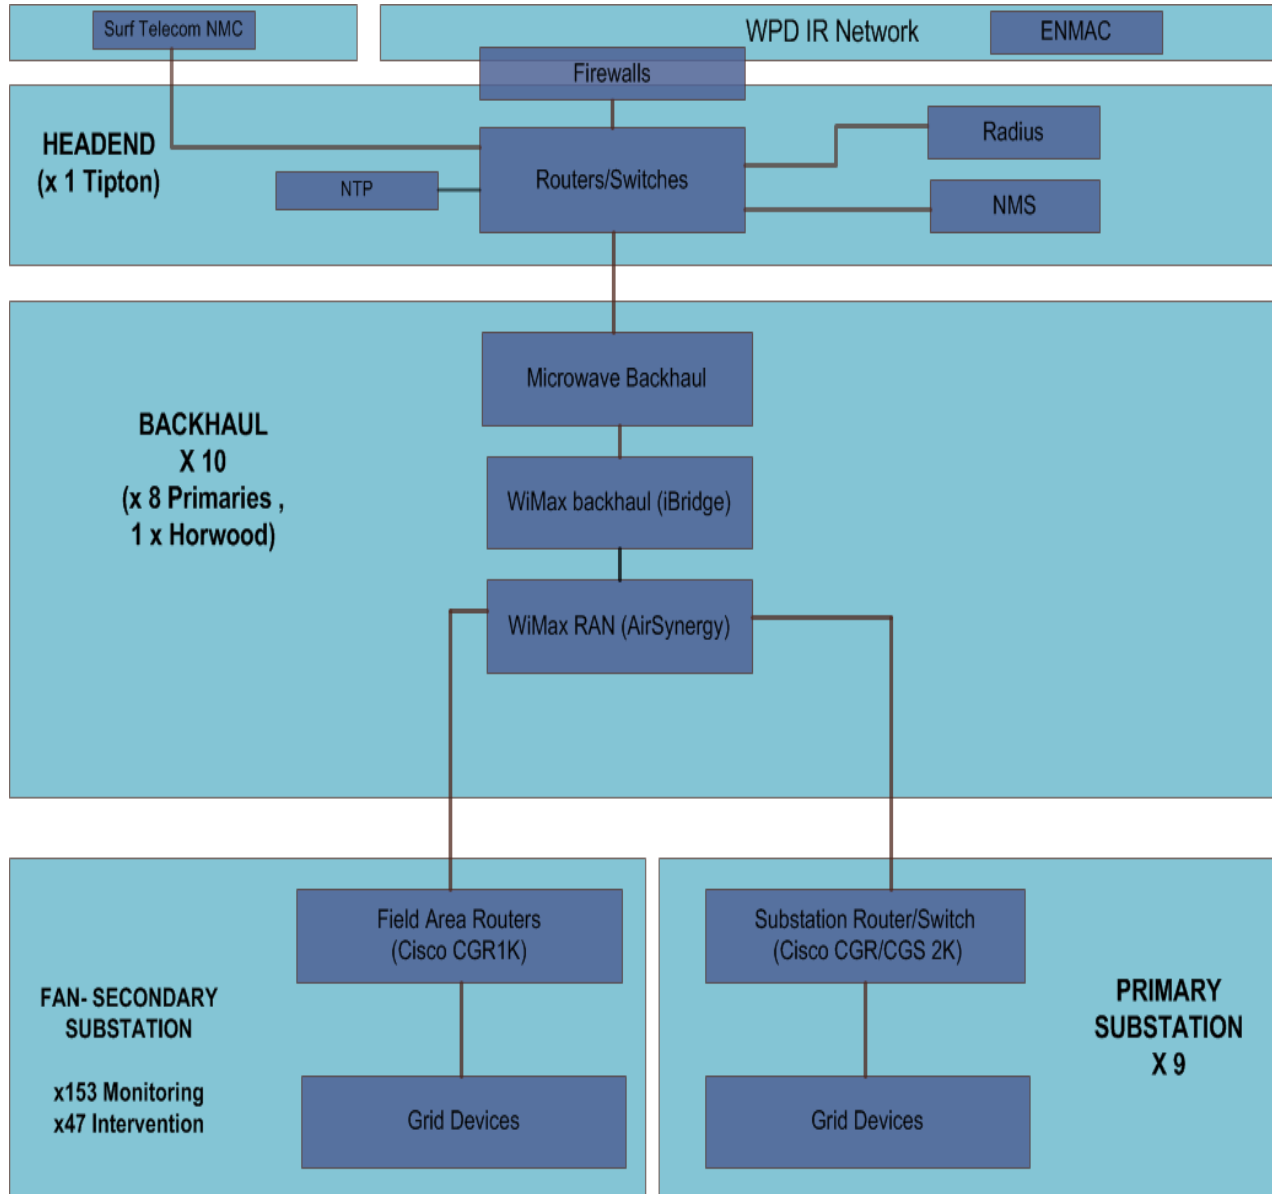 Surf Telecom NMC
WPD IR Network
ENMAC
Firewalls
HEADEND
(x 1 Tipton)
Radius
Routers/Switches
NTP
NMS
Microwave Backhaul
BACKHAUL
X 10
(x 8 Primaries ,
1 x Horwood)
WiMax backhaul (iBridge)
WiMax RAN (AirSynergy)
Field Area Routers
(Cisco CGR1K)
FAN- SECONDARY
SUBSTATION
x153 Monitoring
x47 Intervention
Grid Devices
Substation Router/Switch
(Cisco CGR/CGS 2K)
PRIMARY
SUBSTATION
X 9
Grid Devices